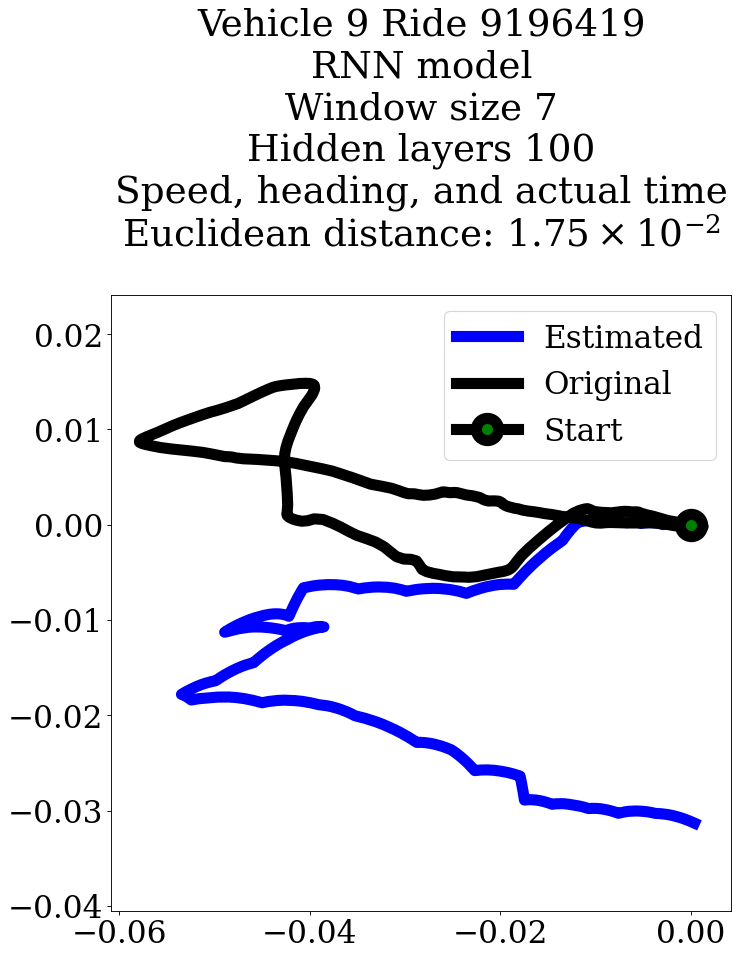 Vehicle 9 Ride 9196419
RNN model
Window size 7
Hidden layers 100
Speed, heading, and actual time
Euclidean distance: 1.75 × 10⁻²
Estimated
Original
Start
0.02
0.01
0.00
−0.01
−0.02
−0.03
−0.04
−0.06 −0.04 −0.02 0.00